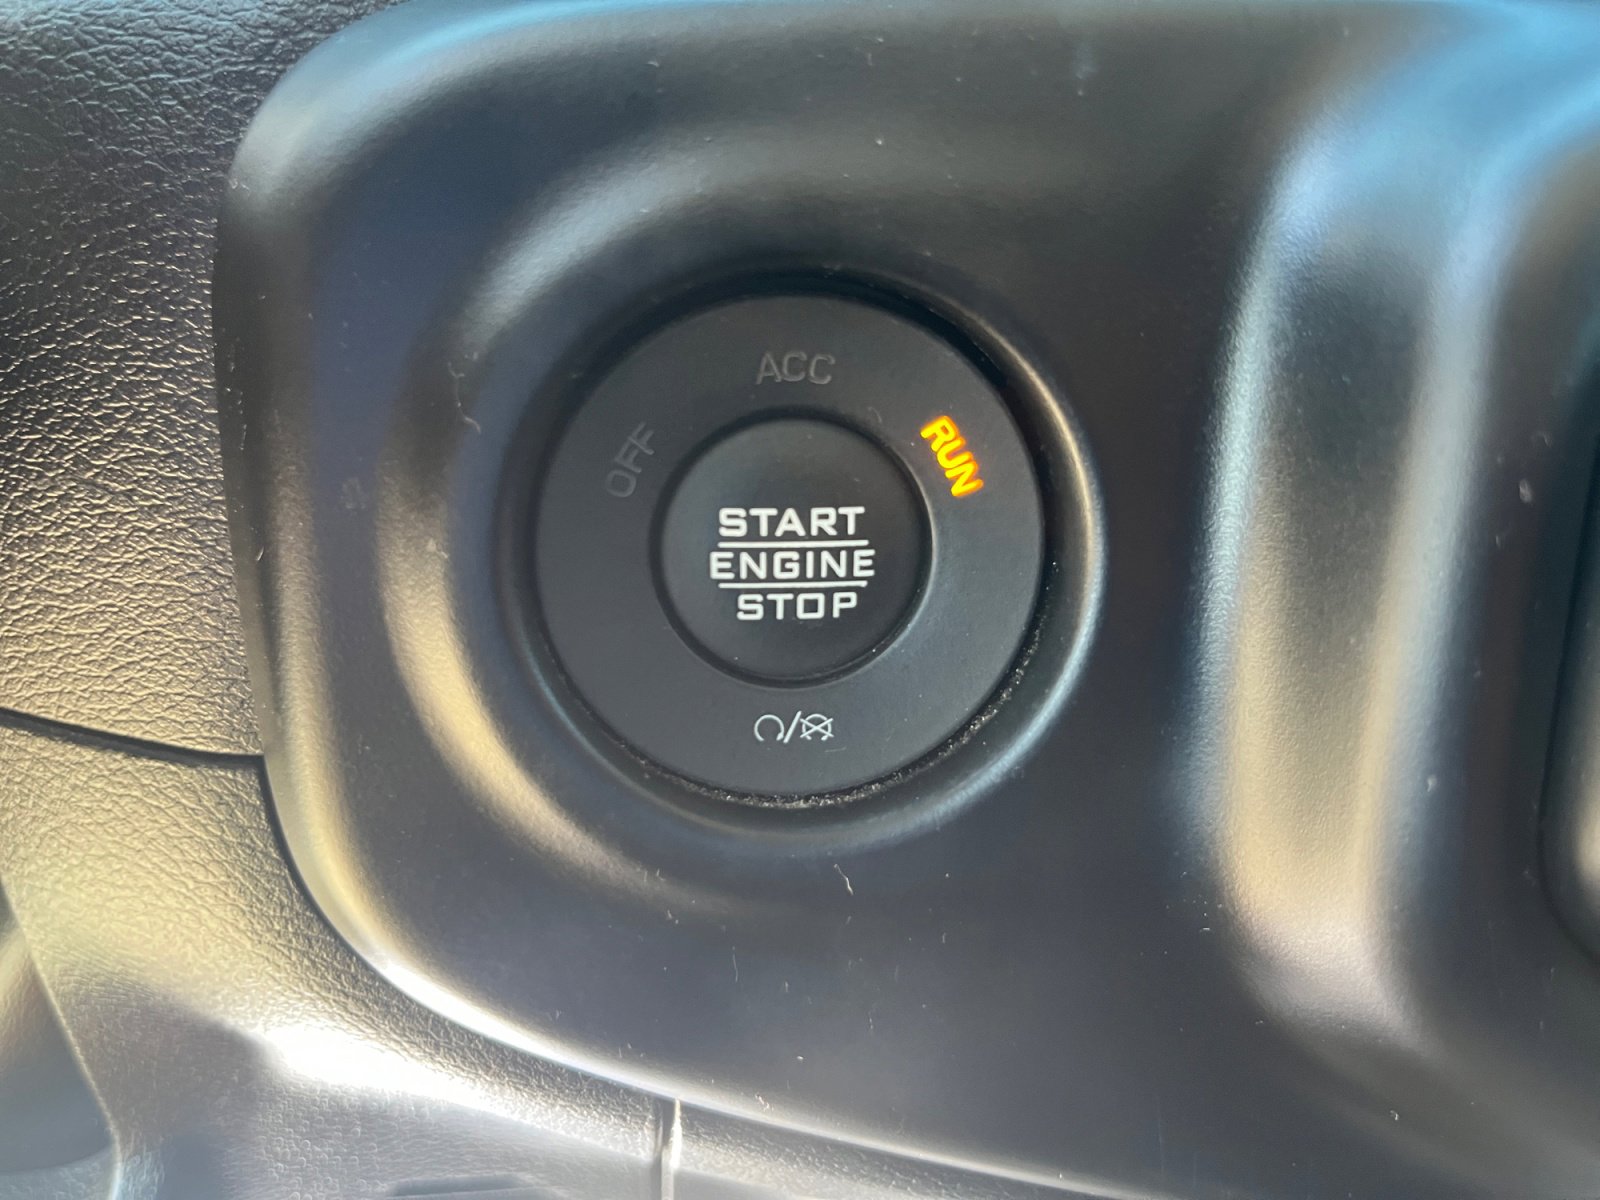 ACC
OFF
RUN
START
ENGINE
STOP